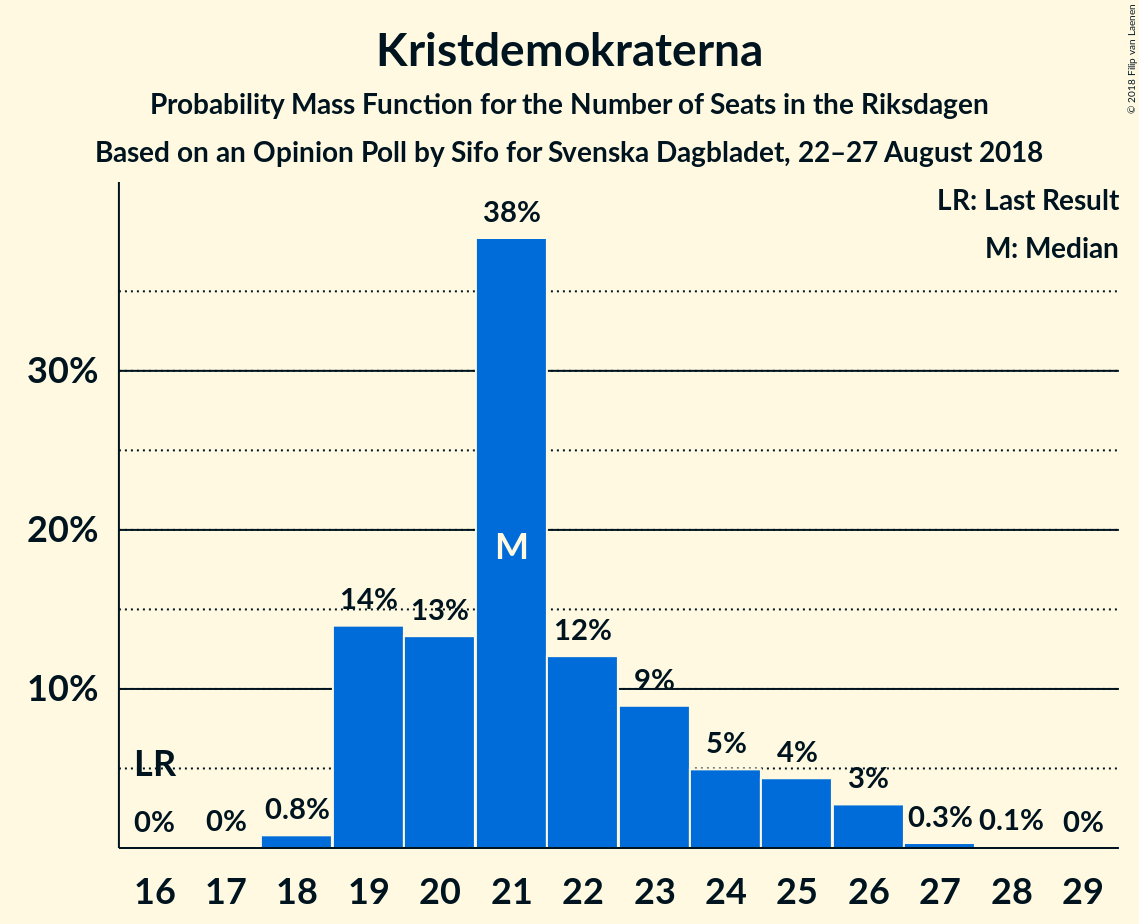 Kristdemokraterna
Probability Mass Function for the Number of Seats in the Riksdagen
Based on an Opinion Poll by Sifo for Svenska Dagbladet, 22–27 August 2018
© 2018 Filip van Laenen
LR: Last Result
M: Median
38%
30%
20%
M
14%
13%
12%
9%
10%
5%
4%
LR
3%
0%
0%
0.8%
0.3%
0.1%
0%
16 17 18 19 20 21 22 23 24 25 26 27 28 29